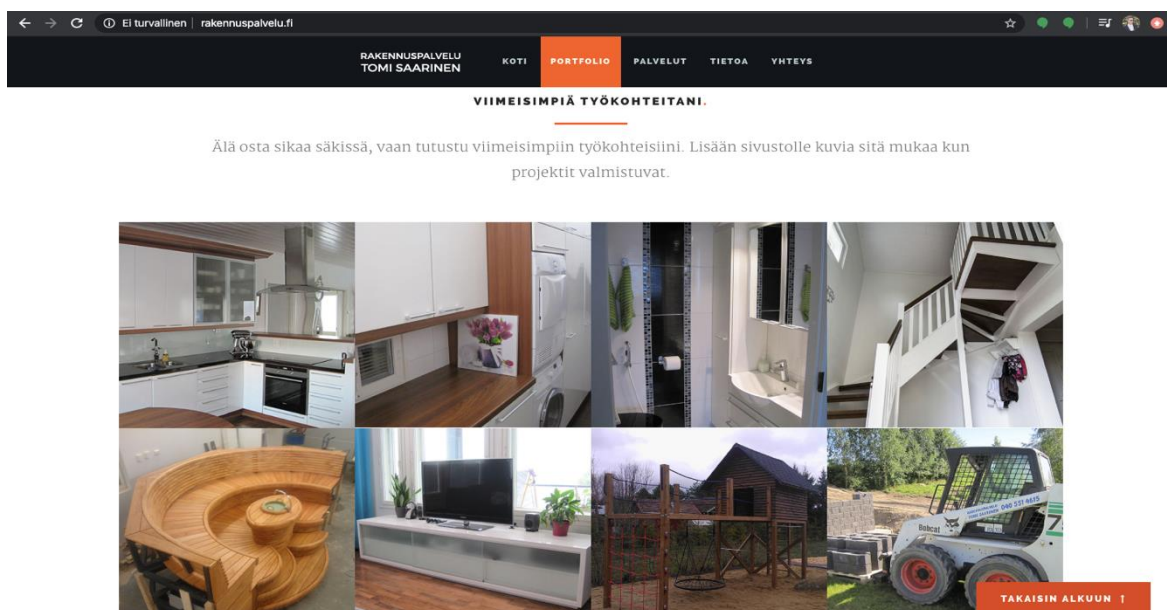 Ei turvallinen | rakennuspalvelu.fi
RAKENNUSPALVELU
TOMI SAARINEN
KOTI PORTFOLIO PALVELUT TIETOA YHTEYS
VIIMEISIMPIÄ TYÖKOHTEITANI.
Älä osta sikaa säkissä, vaan tutustu viimeisimpiin työkohteisiini. Lisään sivustolle kuvia sitä mukaa kun
projektit valmistuvat.
Bobcat
TAKAISIN ALKUUN ↑